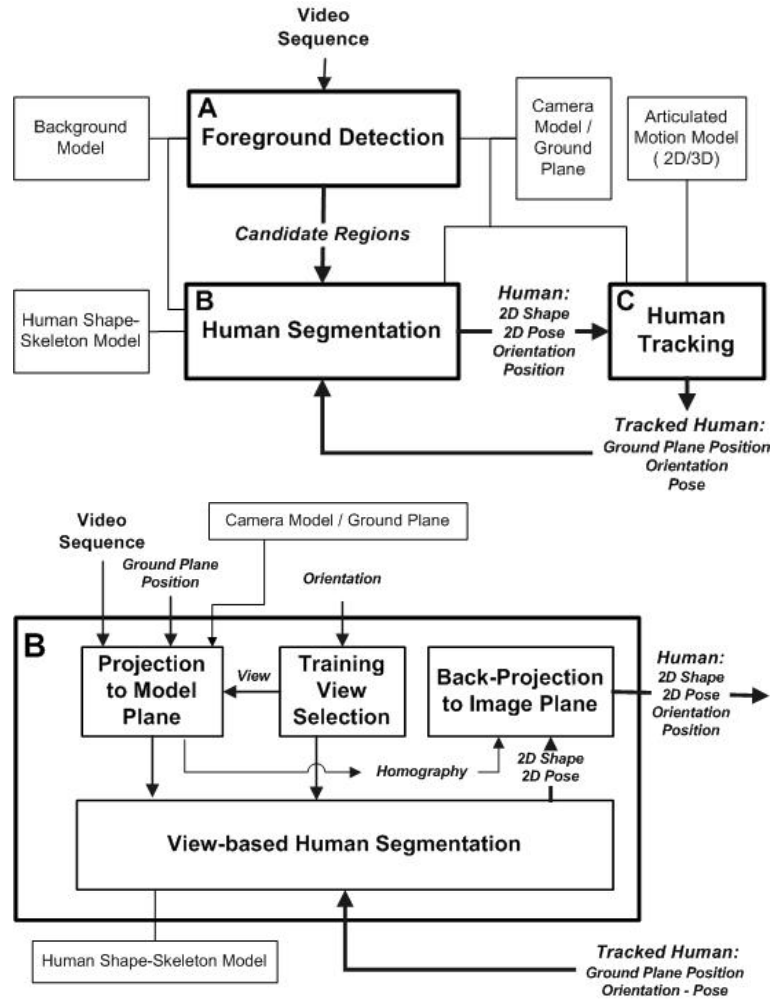 Video
Sequence
A
Foreground Detection
Background
Model
Camera
Model /
Ground
Plane
Articulated
Motion Model
( 2D/3D)
Candidate Regions
B
Human Segmentation
Human Shape-
Skeleton Model
Human:
2D Shape
2D Pose
Orientation
Position
C
Human
Tracking
Tracked Human:
Ground Plane Position
Orientation
Pose
Video
Sequence
Camera Model / Ground Plane
Ground Plane
Position
Orientation
B
Projection
to Model
Plane
View
Training
View
Selection
Back-Projection
to Image Plane
Human:
2D Shape
2D Pose
Orientation
Position
Homography
2D Shape
2D Pose
View-based Human Segmentation
Human Shape-Skeleton Model
Tracked Human:
Ground Plane Position
Orientation - Pose